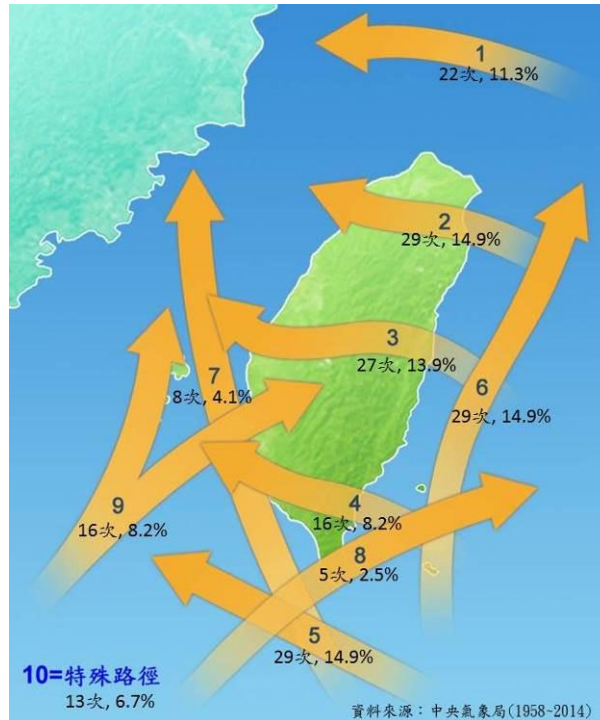 1
22次, 11.3%
2
29次, 14.9%
3
27次, 13.9%
7
8次, 4.1%
6
29次, 14.9%
9
16次, 8.2%
4
16次, 8.2%
8
5次, 2.5%
5
29次, 14.9%
10=特殊路徑
13次, 6.7%
資料來源：中央氣象局(1958~2014)